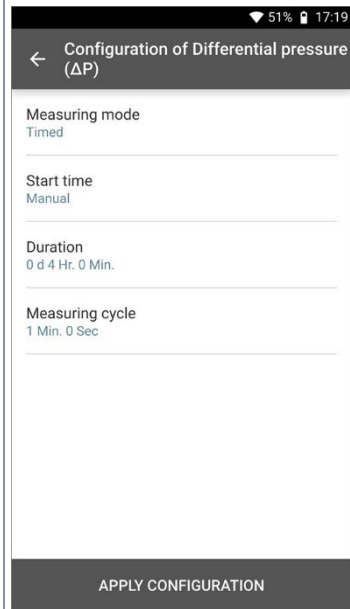 51% 17:19
Configuration of Differential pressure
(ΔP)
Measuring mode
Timed
Start time
Manual
Duration
0 d 4 Hr. 0 Min.
Measuring cycle
1 Min. 0 Sec
APPLY CONFIGURATION